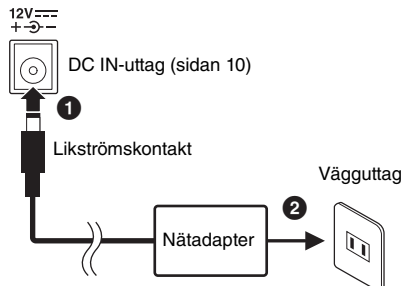 12V
DC IN-uttag (sidan 10)
1
Likströmskontakt
Vägguttag
2
Nätadapter